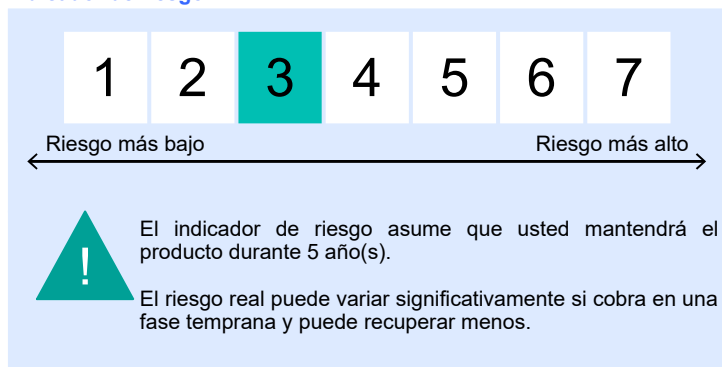 1 2 3 4 5 6 7
Riesgo más bajo Riesgo más alto
!
El indicador de riesgo asume que usted mantendrá el
producto durante 5 año(s).
El riesgo real puede variar significativamente si cobra en una
fase temprana y puede recuperar menos.